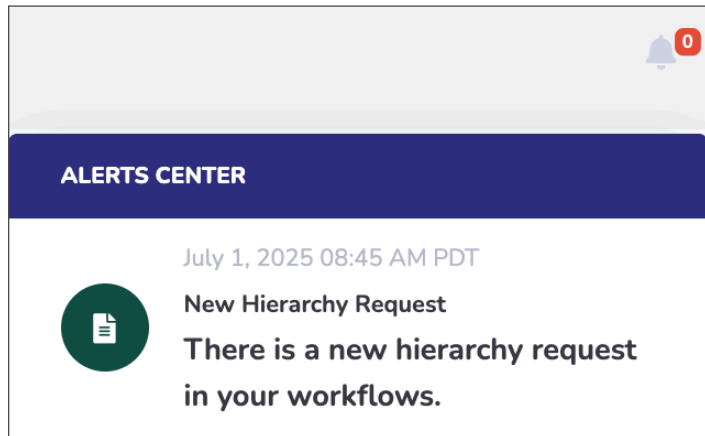 0
ALERTS CENTER
July 1, 2025 08:45 AM PDT
New Hierarchy Request
There is a new hierarchy request
in your workflows.